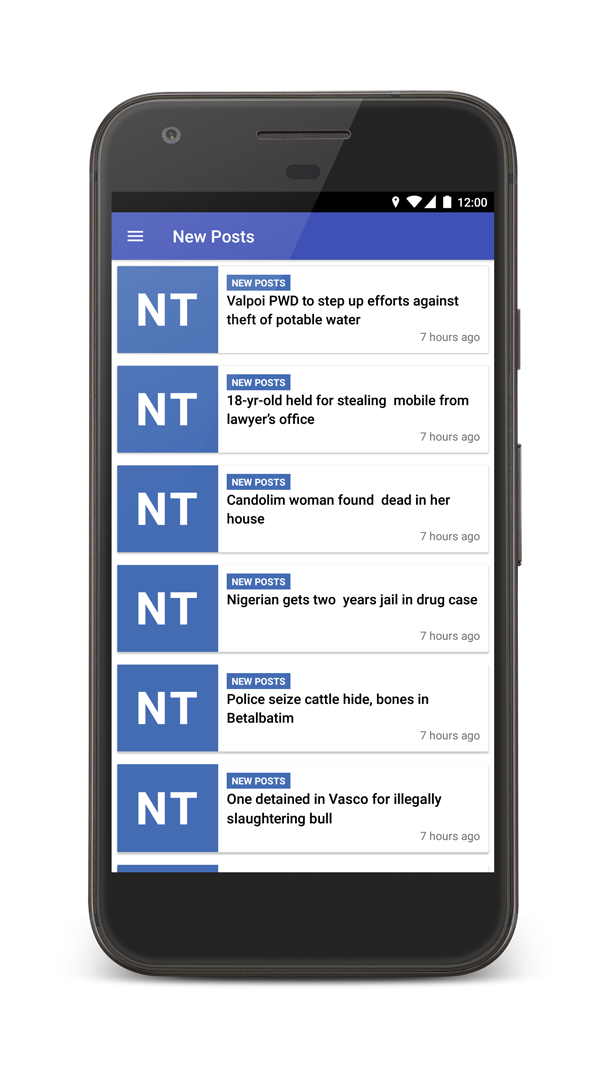 12:00
New Posts
NT
NEW POSTS
Valpoi PWD to step up efforts against
theft of potable water
7 hours ago
NT
NEW POSTS
18-yr-old held for stealing  mobile from
lawyer’s office
7 hours ago
NT
NEW POSTS
Candolim woman found  dead in her
house
7 hours ago
NT
NEW POSTS
Nigerian gets two  years jail in drug case
7 hours ago
NT
NEW POSTS
Police seize cattle hide, bones in
Betalbatim
7 hours ago
NT
NEW POSTS
One detained in Vasco for illegally
slaughtering bull
7 hours ago